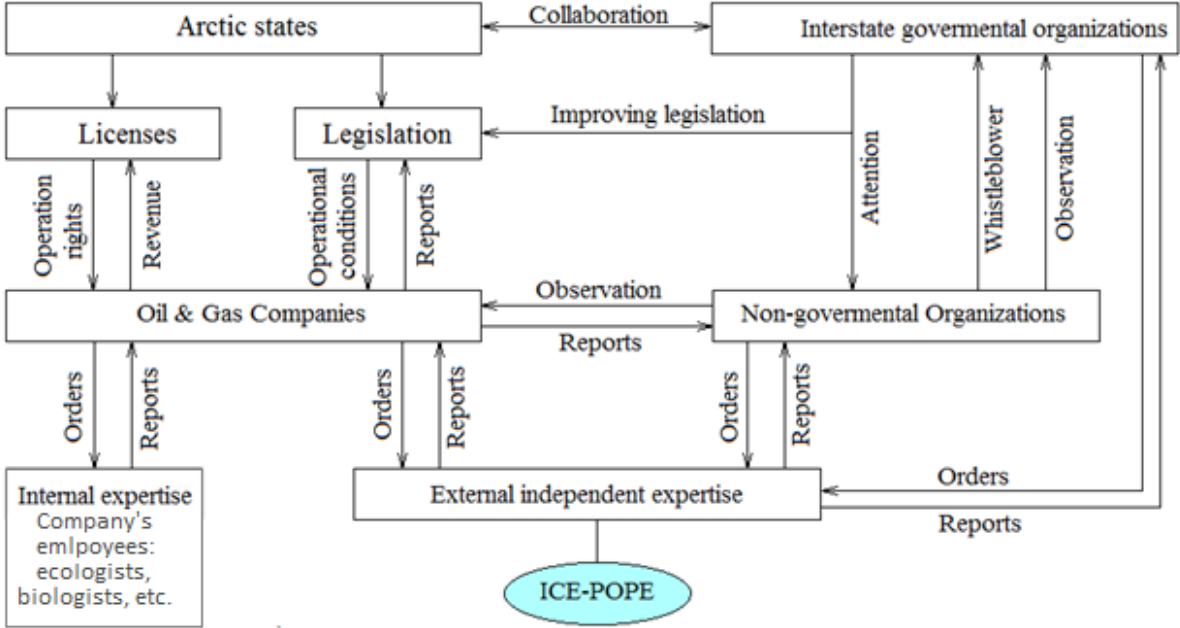 Arctic states
Collaboration
Interstate govermental organizations
Licenses
Legislation
Improving legislation
Operation
rights
Revenue
Operational
conditions
Reports
Attention
Whistleblower
Observation
Oil & Gas Companies
Observation
Reports
Non-govermental Organizations
Orders
Reports
Orders
Reports
Orders
Reports
Internal expertise
Company's
emlpoyees:
ecologists,
biologists, etc.
External independent expertise
Orders
Reports
ICE-POPE